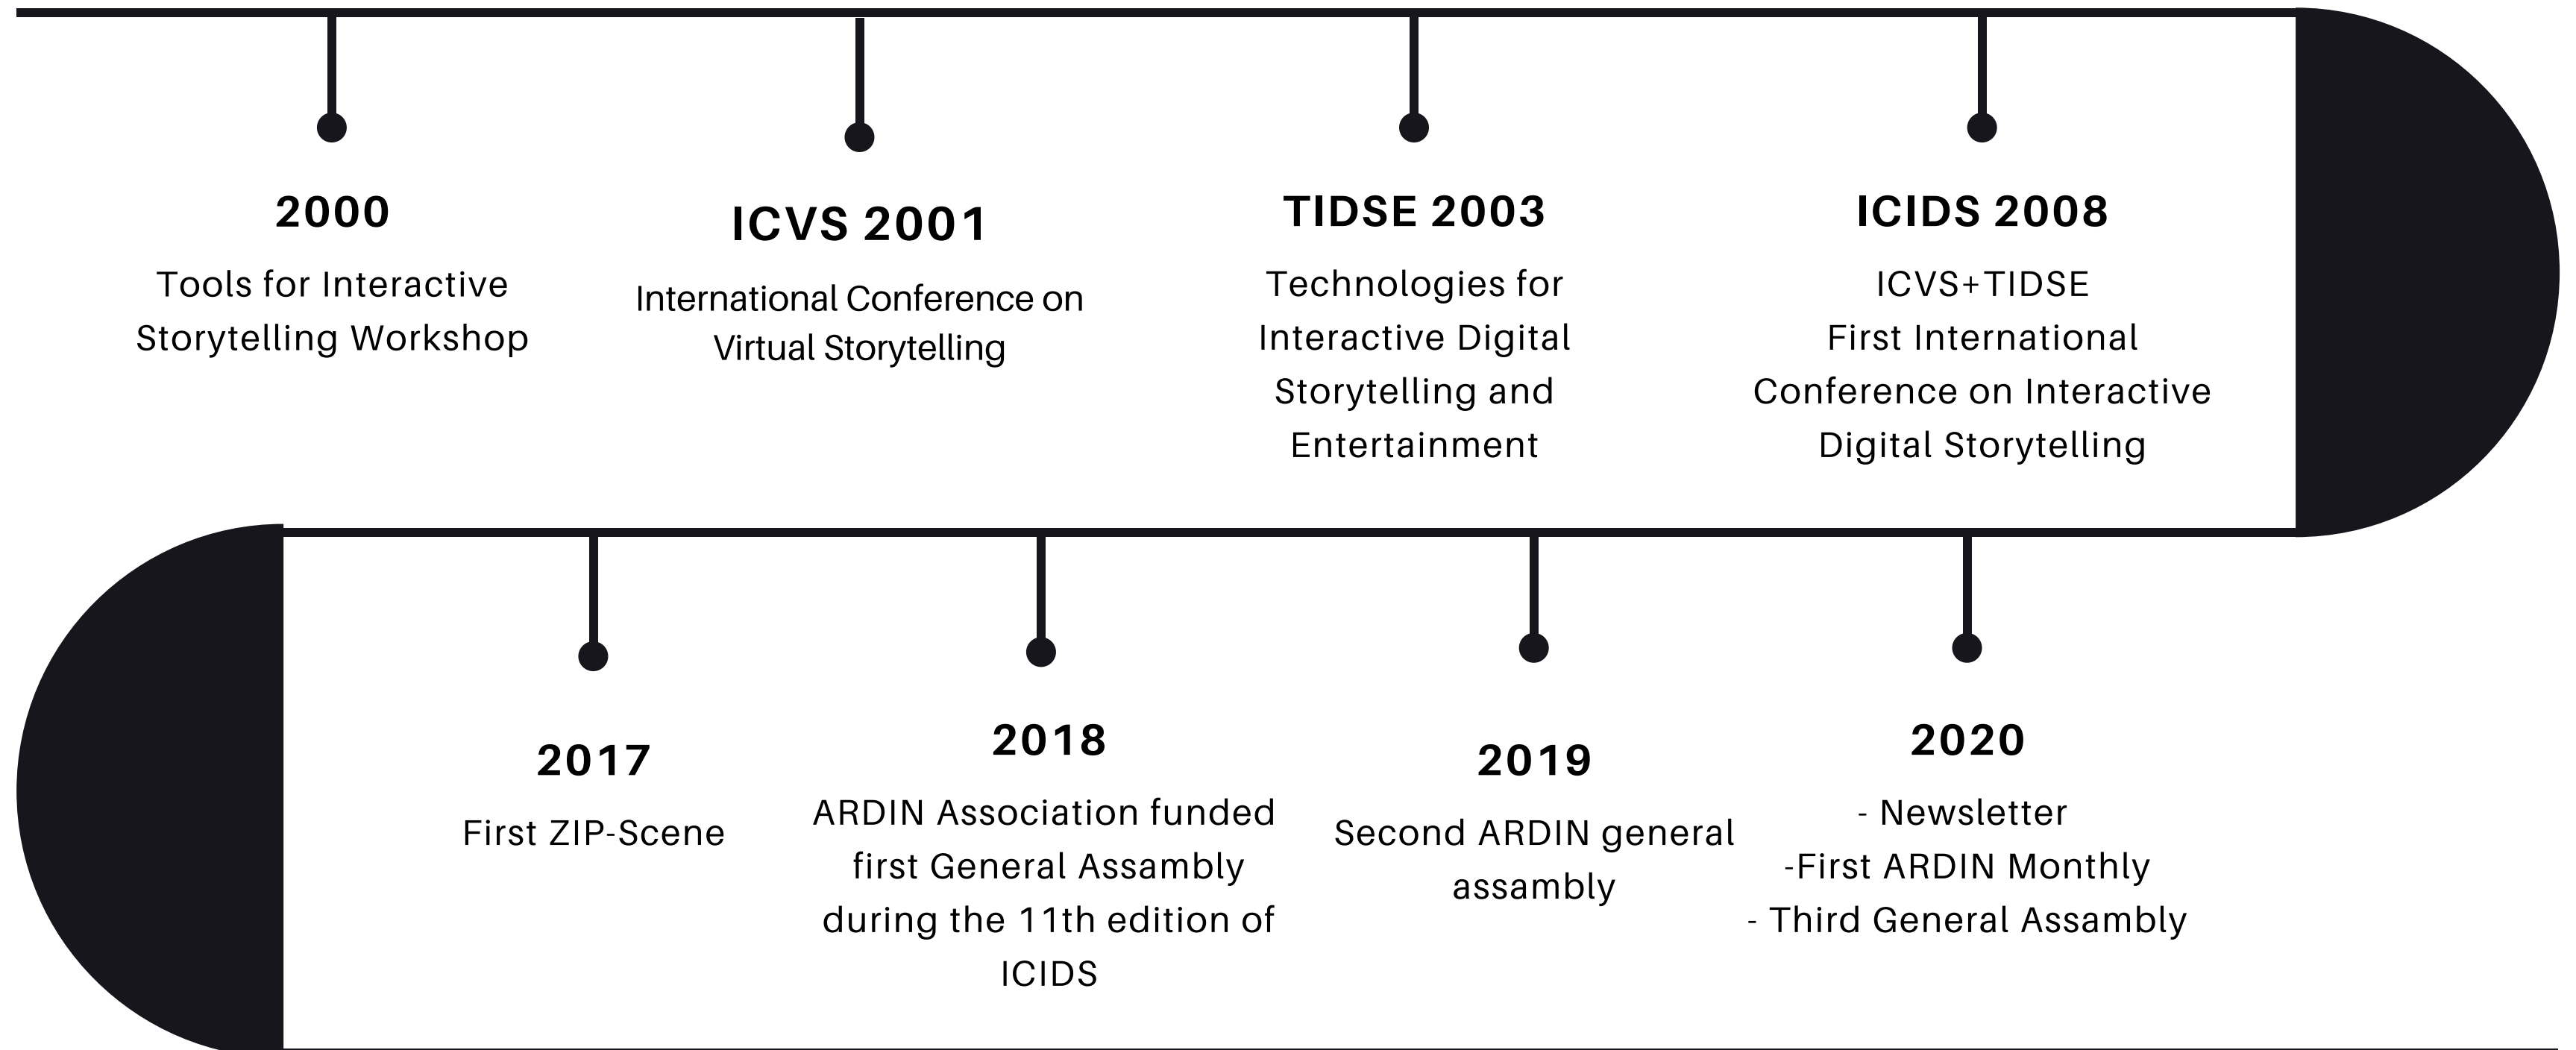 2000
Tools for Interactive
Storytelling Workshop
ICVS 2001
International Conference on
Virtual Storytelling
TIDSE 2003
Technologies for
Interactive Digital
Storytelling and
Entertainment
ICIDS 2008
ICVS+TIDSE
First International
Conference on Interactive
Digital Storytelling
2017
First ZIP-Scene
2018
ARDIN Association funded
first General Assambly
during the 11th edition of
ICIDS
2019
Second ARDIN general
assambly
2020
- Newsletter
-First ARDIN Monthly
- Third General Assambly